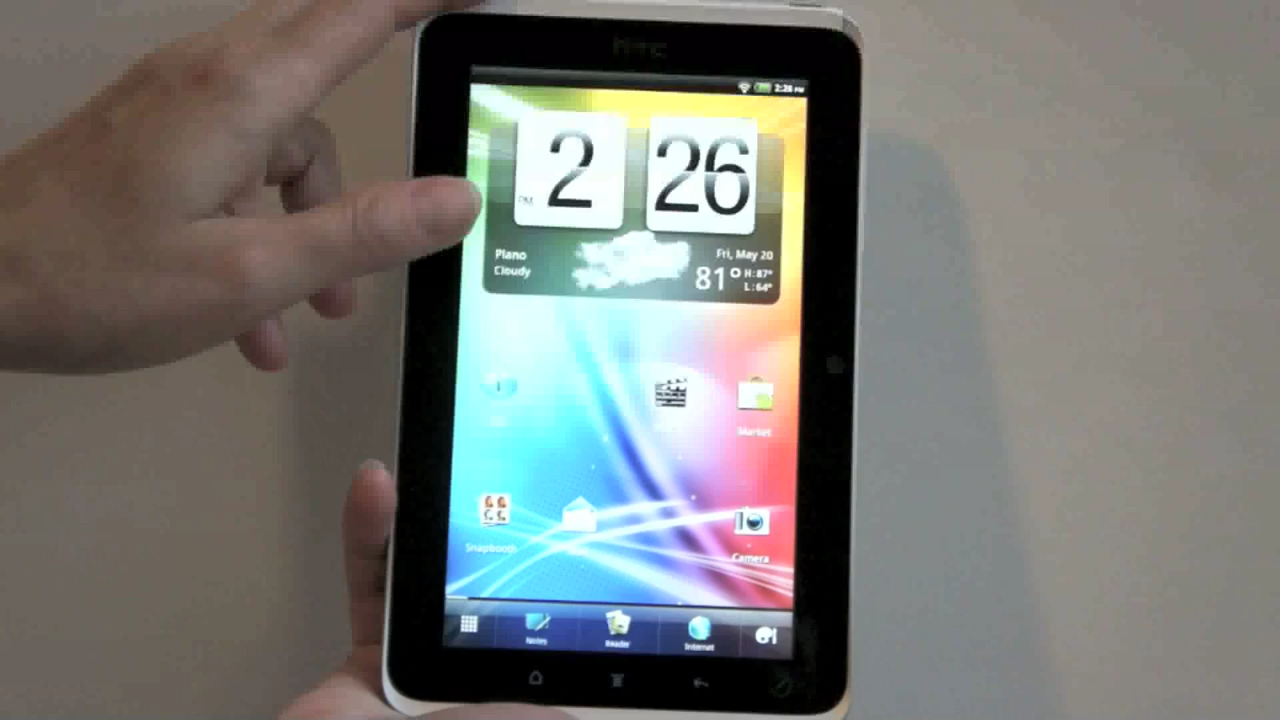 hTC
2:26 PM
2 26
PM
Plano
Cloudy
Fri, May 20
81° H:87°
L:64°
Market
Snapbooth
Camera
Notes
Reader
Internet